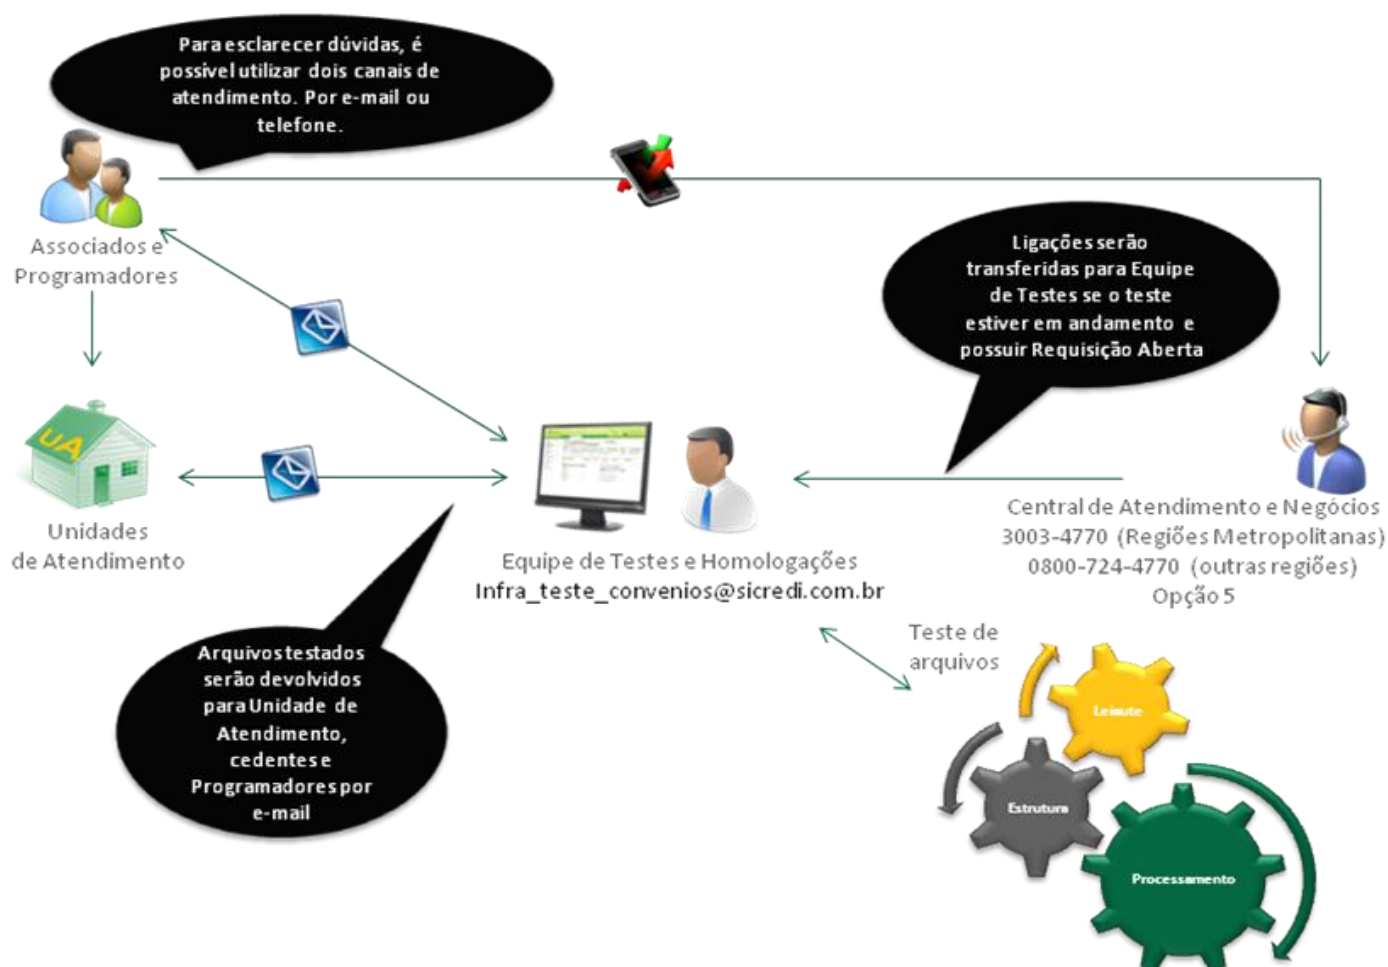 Para esclarecer dúvidas, é
possível utilizar dois canais de
atendimento. Por e-mail ou
telefone.
Associados e
Programadores
Ligações serão
transferidas para Equipe
de Testes se o teste
estiver em andamento e
possuir Requisição Aberta
UA
Unidades
de Atendimento
Equipe de Testes e Homologações
Infra_teste_convenios@sicredi.com.br
Central de Atendimento e Negócios
3003-4770 (Regiões Metropolitanas)
0800-724-4770 (outras regiões)
Opção 5
Arquivos testados
serão devolvidos
para Unidade de
Atendimento,
cedentes e
Programadores por
e-mail
Teste de
arquivos
Leiaute
Estrutura
Processamento